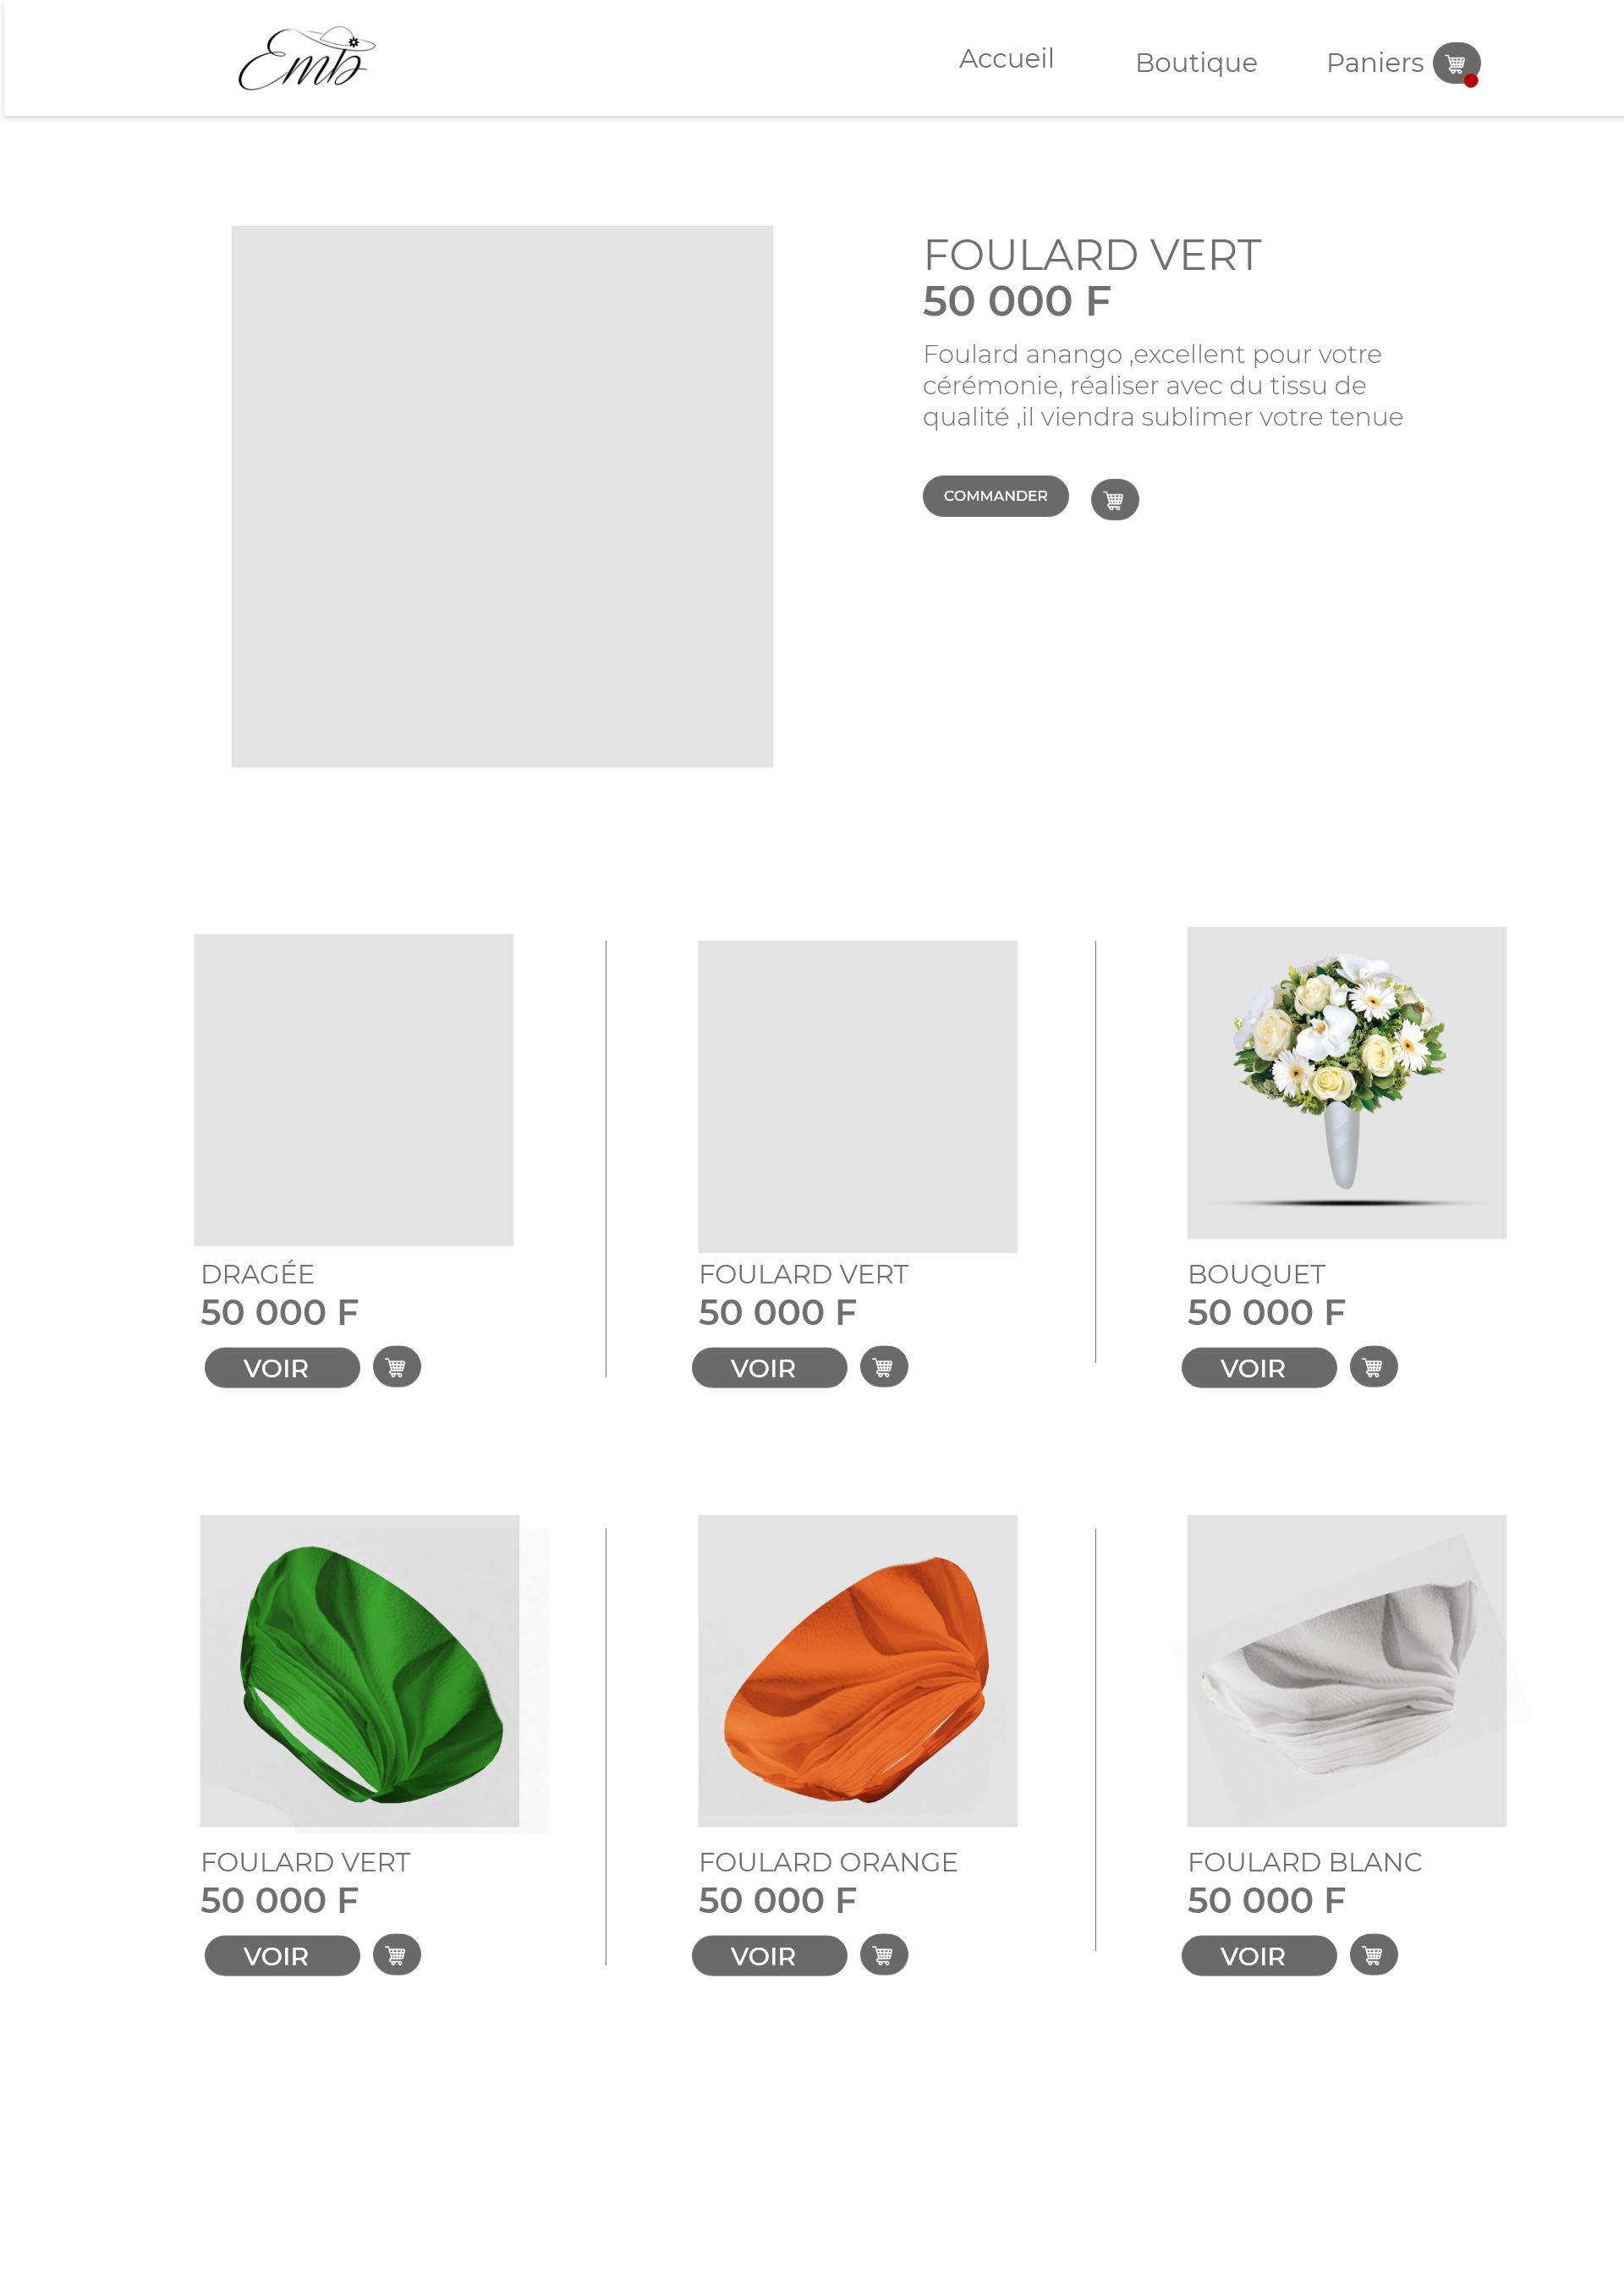 Emb
Accueil
Boutique
Paniers
FOULARD VERT
50 000 F
Foulard anango ,excellent pour votre
cérémonie, réaliser avec du tissu de
qualité ,il viendra sublimer votre tenue
COMMANDER
DRAGÉE
50 000 F
VOIR
FOULARD VERT
50 000 F
VOIR
BOUQUET
50 000 F
VOIR
FOULARD VERT
50 000 F
VOIR
FOULARD ORANGE
50 000 F
VOIR
FOULARD BLANC
50 000 F
VOIR